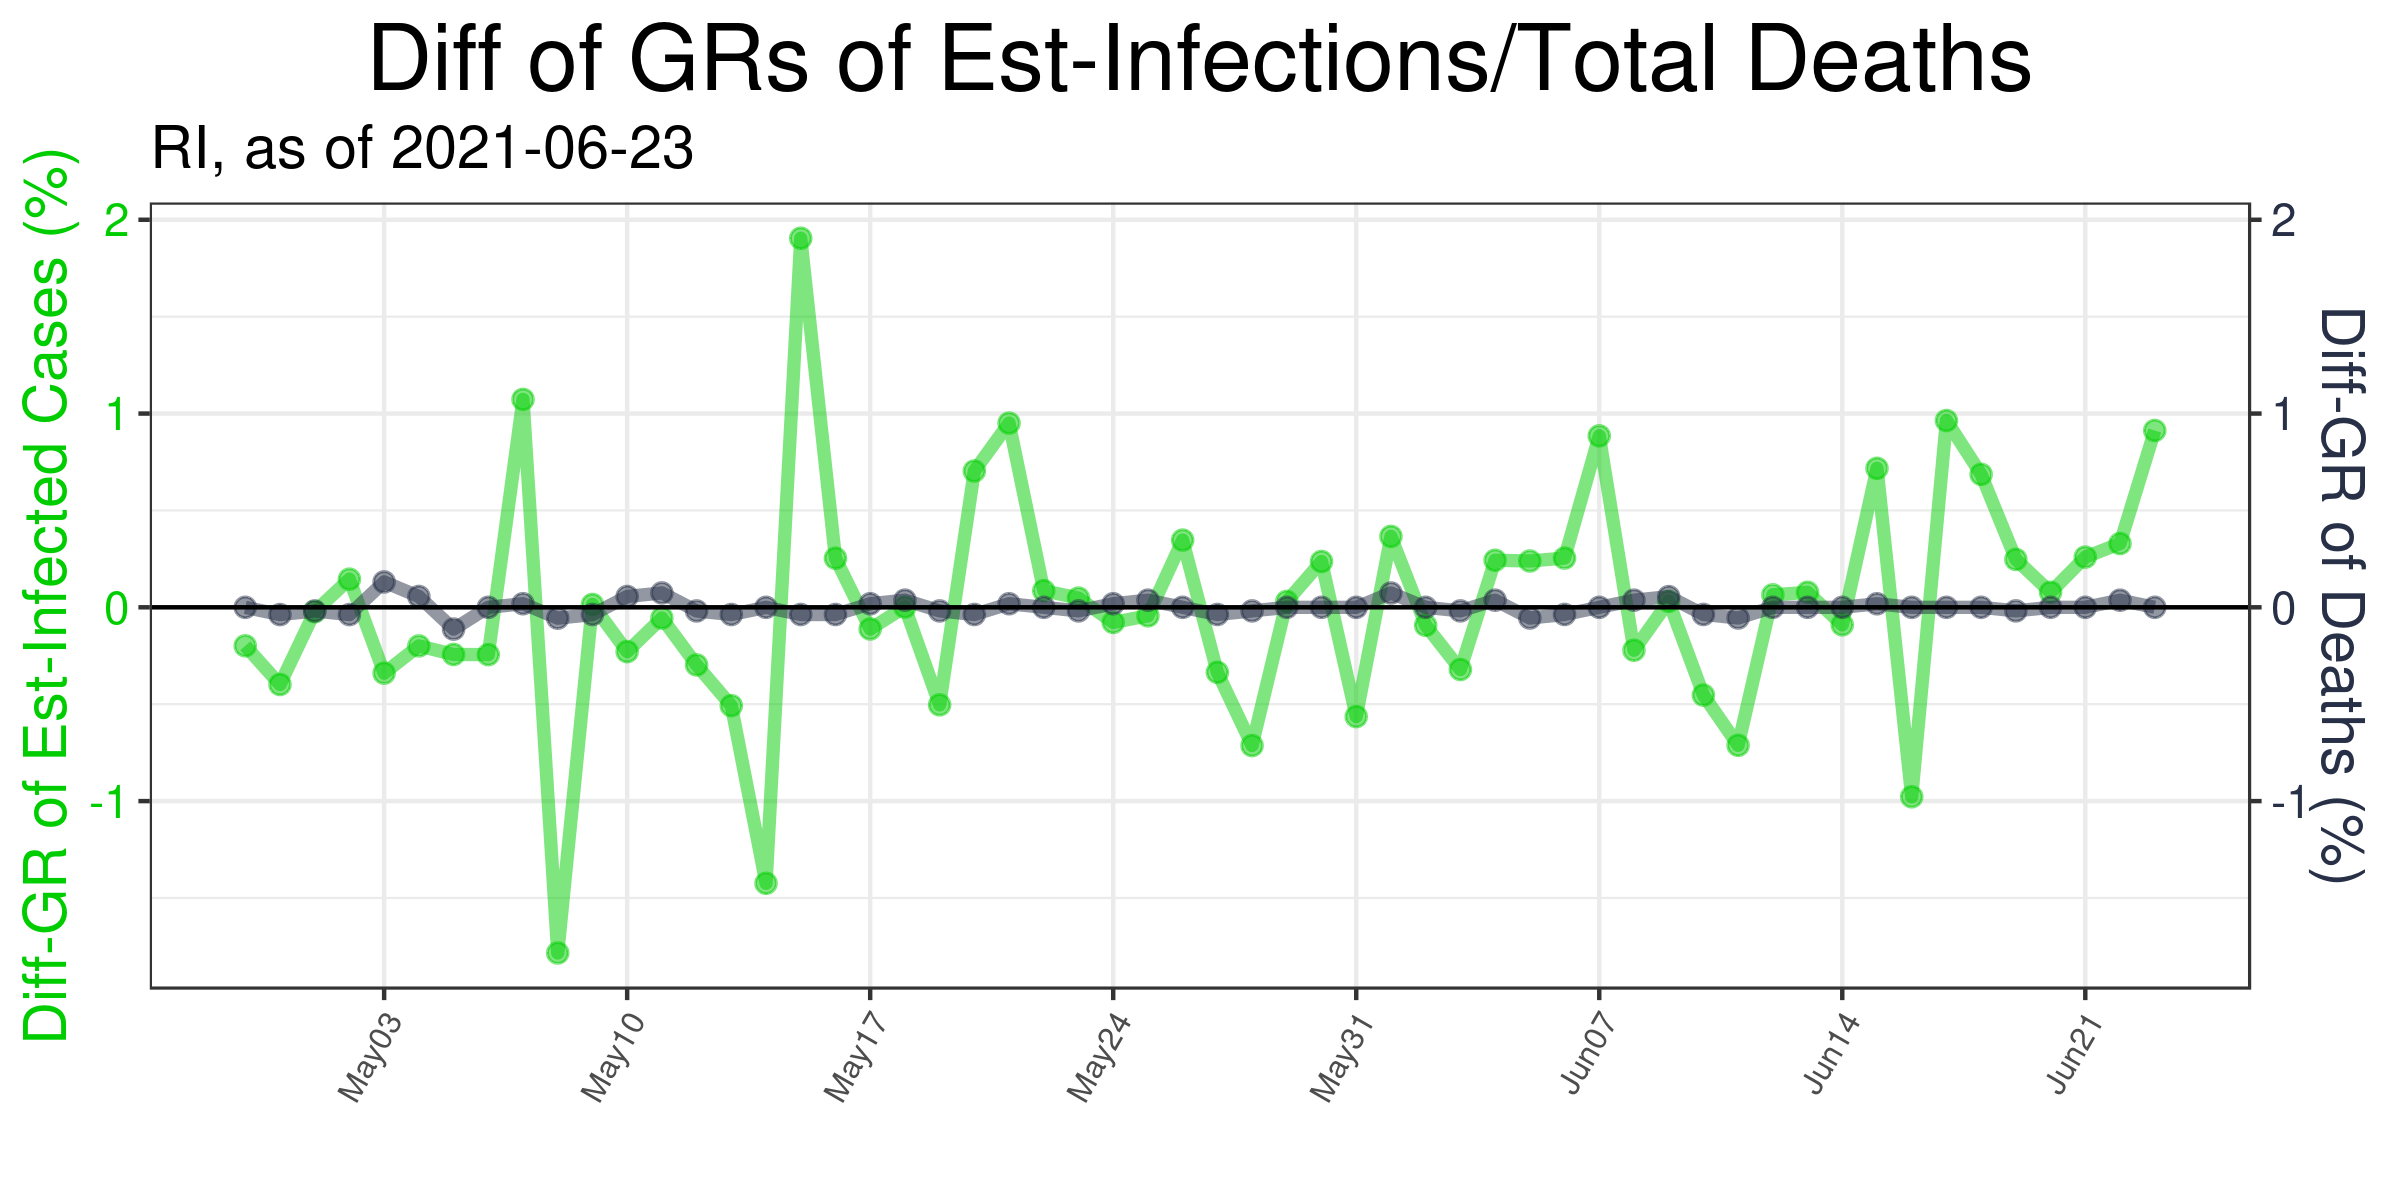 Diff of GRs of Est-Infections/Total Deaths
RI, as of 2021-06-23
Diff-GR of Est-Infected Cases (%)
2
1
0
-1
2
1
0
-1
Diff-GR of Deaths (%)
May03
May10
May17
May24
May31
Jun07
Jun14
Jun21